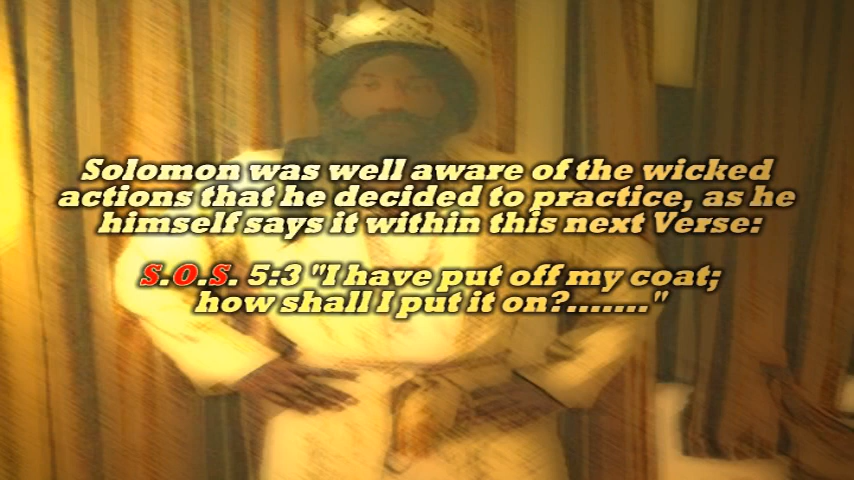 Solomon was well aware of the wicked
actions that he decided to practice, as he
himself says it within this next Verse:
S.O.S. 5:3 "I have put off my coat;
how shall I put it on?......."